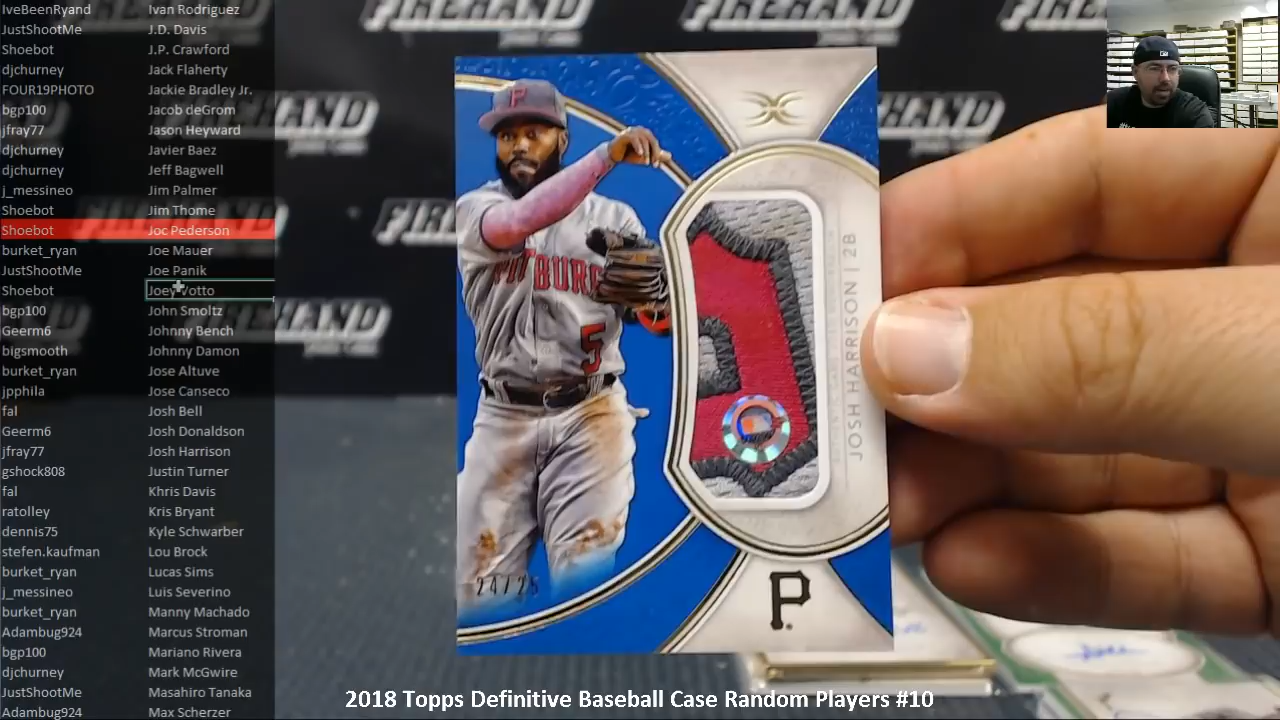 IveBeenRyand Ivan Rodriguez
JustShootMe J.D. Davis
Shoebot J.P. Crawford
djchurney Jack Flaherty
FOUR19PHOTO Jackie Bradley Jr.
bgp100 Jacob deGrom
jfray77 Jason Heyward
djchurney Javier Baez
djchurney Jeff Bagwell
j_messineo Jim Palmer
Shoebot Jim Thome
Shoebot Joc Pederson
burket_ryan Joe Mauer
JustShootMe Joe Panik
Shoebot Joey Votto
bgp100 John Smoltz
Geerm6 Johnny Bench
bigsmooth Johnny Damon
burket_ryan Jose Altuve
jpphila Jose Canseco
fal Josh Bell
Geerm6 Josh Donaldson
jfray77 Josh Harrison
gshock808 Justin Turner
fal Khris Davis
ratolley Kris Bryant
dennis75 Kyle Schwarber
stefen.kaufman Lou Brock
burket_ryan Lucas Sims
j_messineo Luis Severino
burket_ryan Manny Machado
Adambug924 Marcus Stroman
bgp100 Mariano Rivera
djchurney Mark McGwire
JustShootMe Masahiro Tanaka
Adambug924 Max Scherzer
FIREHAND
P
PITTSBURG
5
24/25
JOSH HARRISON | 2B
P
2018 Topps Definitive Baseball Case Random Players #10